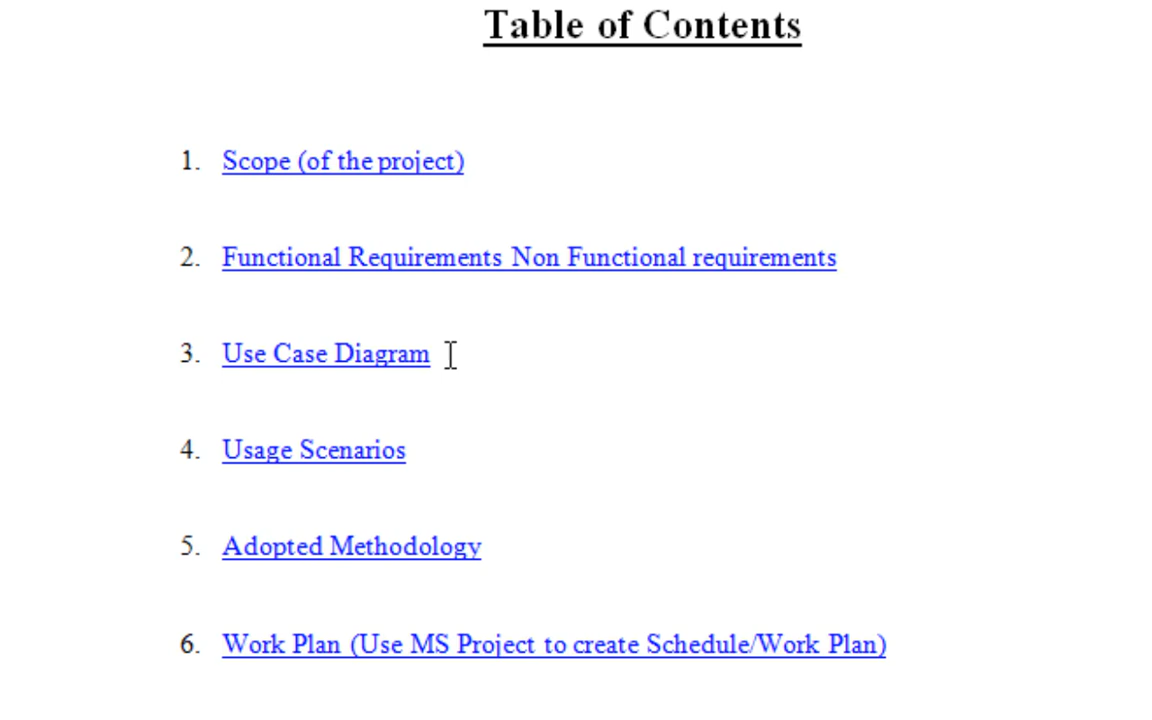 Table of Contents
1. Scope (of the project)
2. Functional Requirements Non Functional requirements
3. Use Case Diagram
4. Usage Scenarios
5. Adopted Methodology
6. Work Plan (Use MS Project to create Schedule/Work Plan)